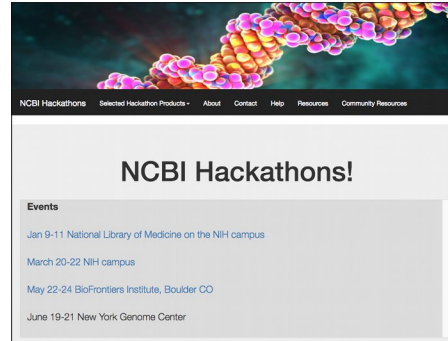 NCBI Hackathons Selected Hackathon Products About Contact Help Resources Community Resources
NCBI Hackathons!
Events
Jan 9-11 National Library of Medicine on the NIH campus
March 20-22 NIH campus
May 22-24 BioFrontiers Institute, Boulder CO
June 19-21 New York Genome Center